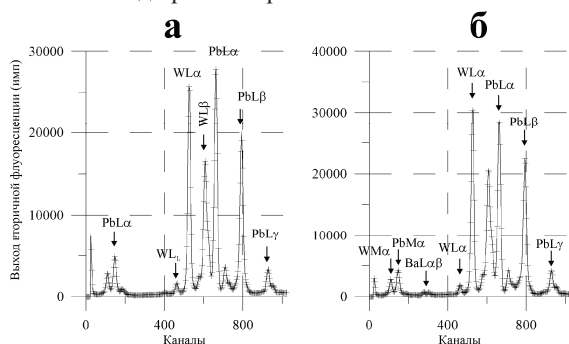 а
б
Выход вторичной флуоресценции (имп)
30000
20000
10000
0
PbLα
WLα
WLβ
PbLβ
PbLα
WL_L
PbLγ
0
400
800
Каналы
40000
30000
20000
10000
0
WLα
PbLα
PbLβ
WMα
PbMα
BaLαβ
WLα
PbLγ
0
400
800
Каналы